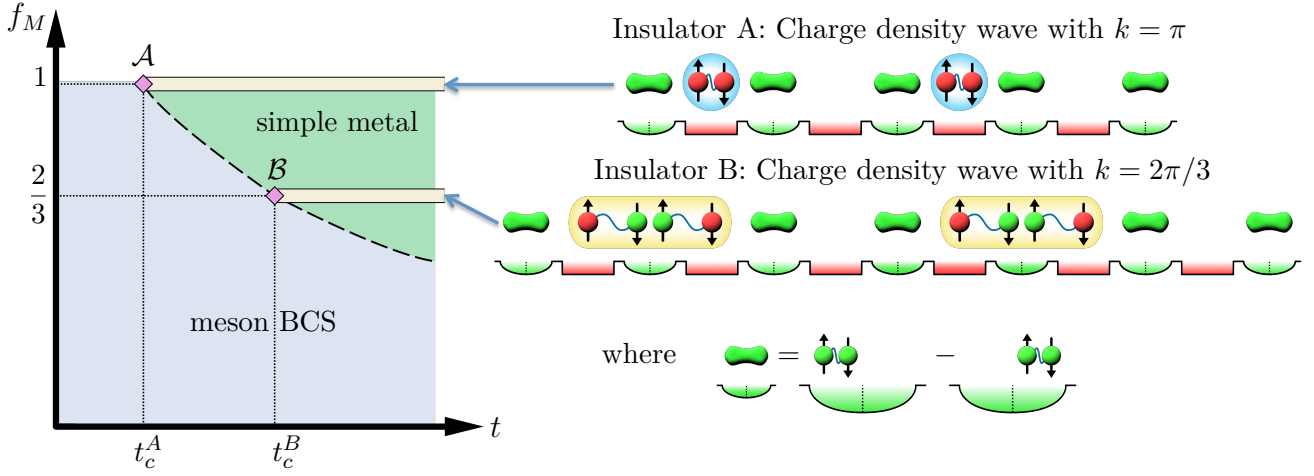 f_M
1
2
3
𝒜
ℬ
simple metal
meson BCS
t_c^A
t_c^B
t
Insulator A: Charge density wave with k = π
Insulator B: Charge density wave with k = 2π/3
where
=
−